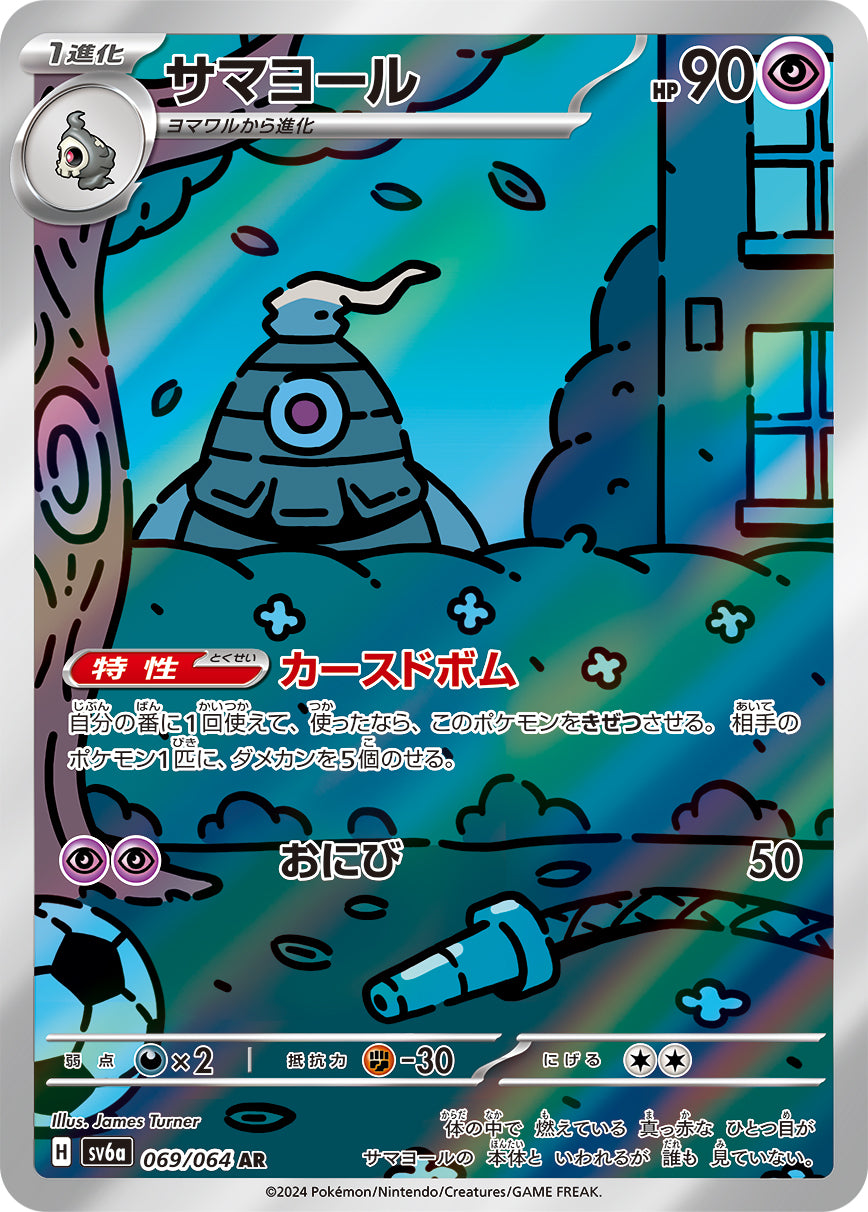 1進化
サマヨール
HP90
ヨマワルから進化
特性 とくせい カースドボム
自分の番に1回使えて、使ったなら、このポケモンをきぜつさせる。相手の
ポケモン1匹に、ダメカンを5個のせる。
おにび 50
弱点 ×2 抵抗力 -30 にげる
Illus. James Turner
H sv6a 069/064 AR
体の中で 燃えている 真っ赤な ひとつ目が
サマヨールの 本体と いわれるが 誰も 見ていない。
©2024 Pokémon/Nintendo/Creatures/GAME FREAK.